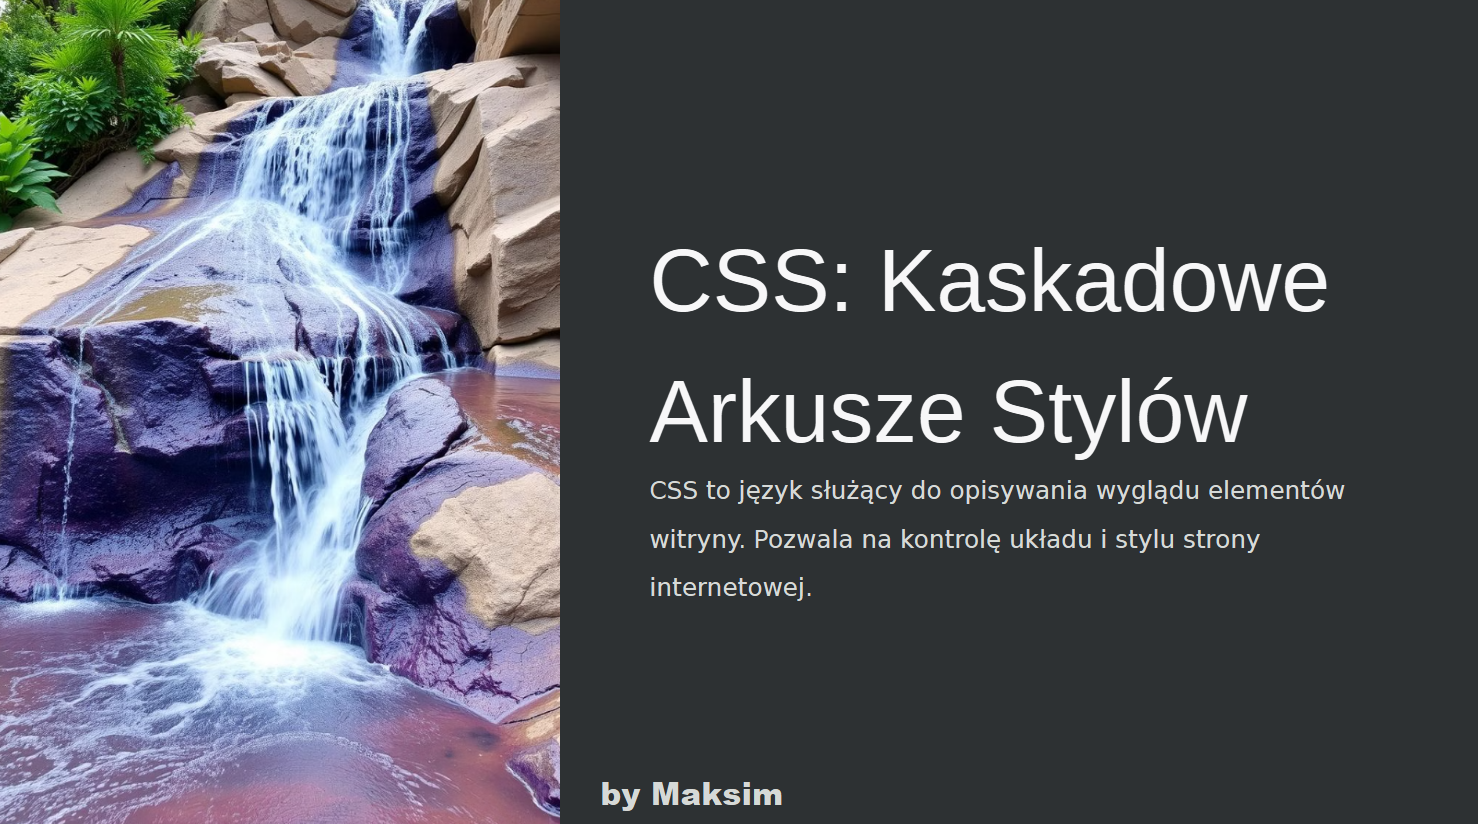 CSS: Kaskadowe
Arkusze Stylów
CSS to język służący do opisywania wyglądu elementów
witryny. Pozwala na kontrolę układu i stylu strony
internetowej.
by Maksim